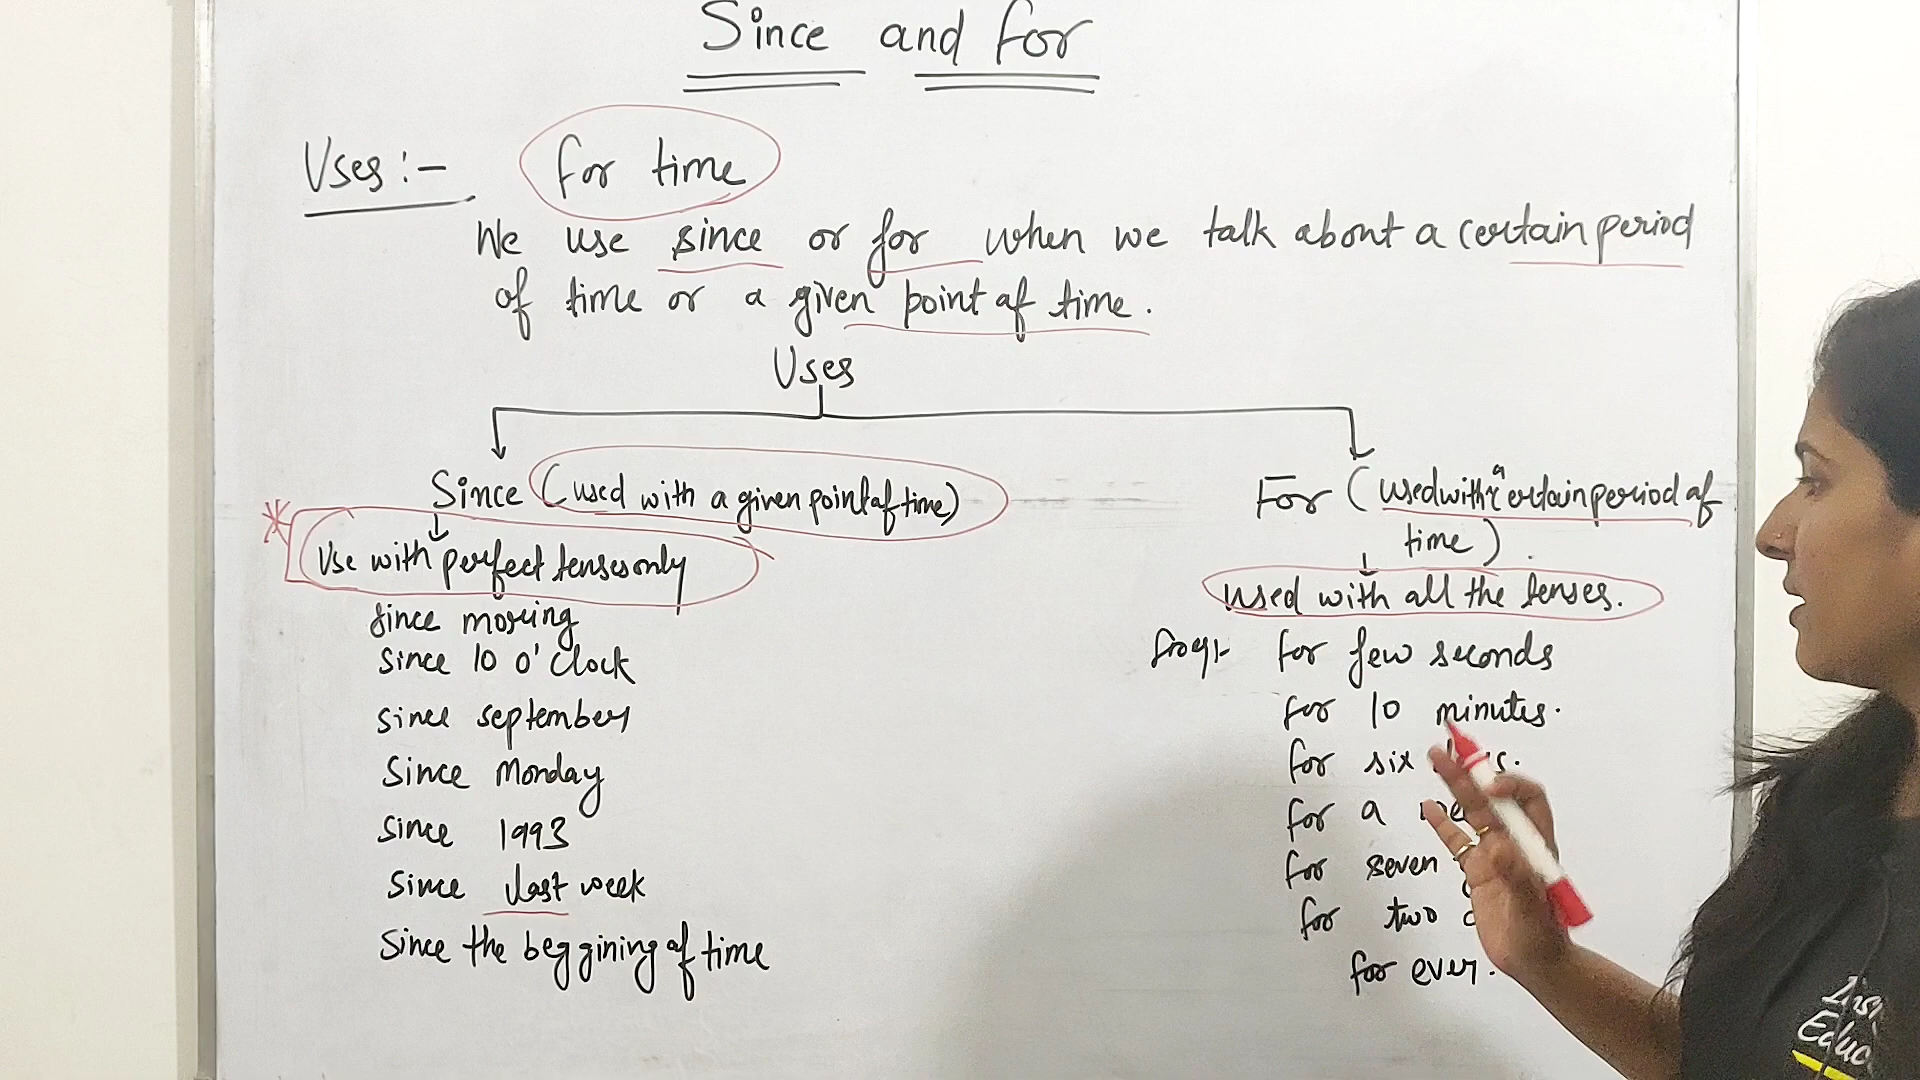 Since and for
Uses :- for time
We use since or for when we talk about a certain period
of time or a given point of time.
Uses
Since (used with a given point of time)
Use with perfect tenses only
Since moring
Since 10 o'clock
Since september
Since Monday
Since 1993
Since last week
Since the beggining of time
For (used with a certain period of
time)
used with all the tenses.
for few seconds
for 10 minutes.
for six
for a
for seven
for two
for ever.